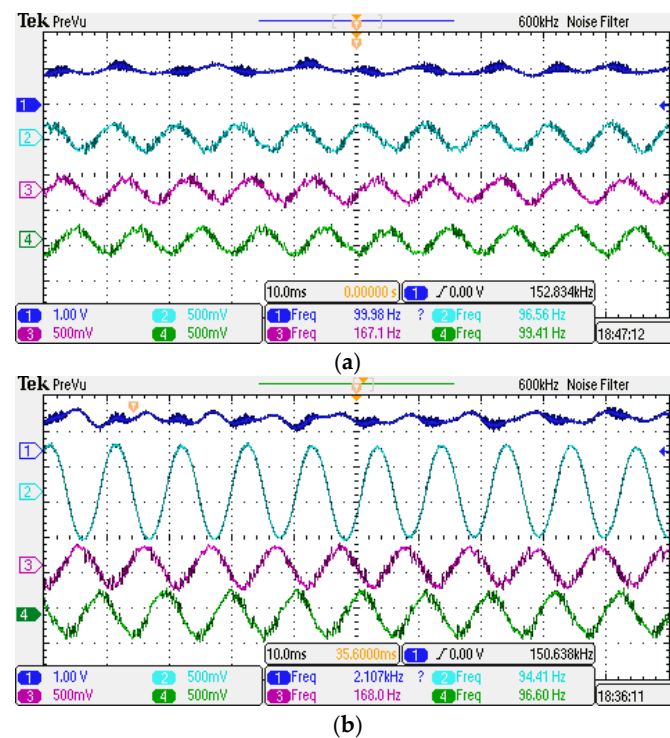 Tek PreVu 600kHz Noise Filter
T
T
1
2
3
4
10.0ms 0.00000 s 1 0.00 V 152.834kHz
1 1.00 V 2 500mV 1 Freq 99.98 Hz ? 2 Freq 96.56 Hz
3 500mV 4 500mV 3 Freq 167.1 Hz 4 Freq 99.41 Hz 18:47:12
(a)
Tek PreVu 600kHz Noise Filter
T
T
1
2
3
4
10.0ms 35.6000ms 1 0.00 V 150.638kHz
1 1.00 V 2 500mV 1 Freq 2.107kHz ? 2 Freq 94.41 Hz
3 500mV 4 500mV 3 Freq 168.0 Hz 4 Freq 96.60 Hz 18:36:11
(b)